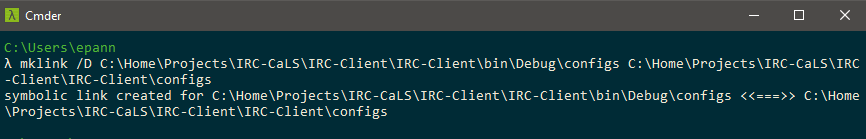 λ Cmder
C:\Users\epann
λ mklink /D C:\Home\Projects\IRC-CaLS\IRC-Client\IRC-Client\bin\Debug\configs C:\Home\Projects\IRC-CaLS\IRC
-Client\IRC-Client\configs
symbolic link created for C:\Home\Projects\IRC-CaLS\IRC-Client\IRC-Client\bin\Debug\configs <<===>> C:\Home
\Projects\IRC-CaLS\IRC-Client\IRC-Client\configs